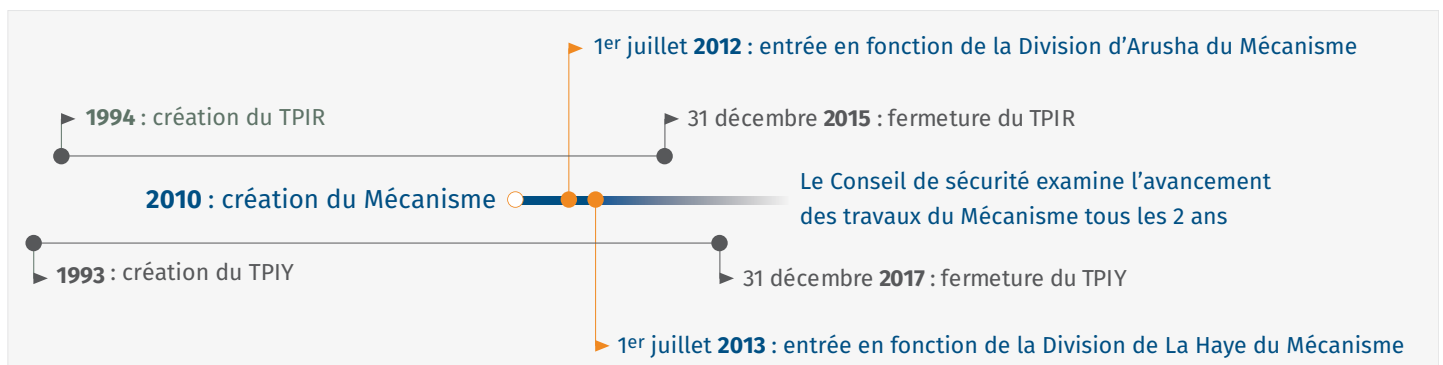 1er juillet 2012 : entrée en fonction de la Division d’Arusha du Mécanisme
1994 : création du TPIR
31 décembre 2015 : fermeture du TPIR
2010 : création du Mécanisme
Le Conseil de sécurité examine l’avancement
des travaux du Mécanisme tous les 2 ans
1993 : création du TPIY
31 décembre 2017 : fermeture du TPIY
1er juillet 2013 : entrée en fonction de la Division de La Haye du Mécanisme